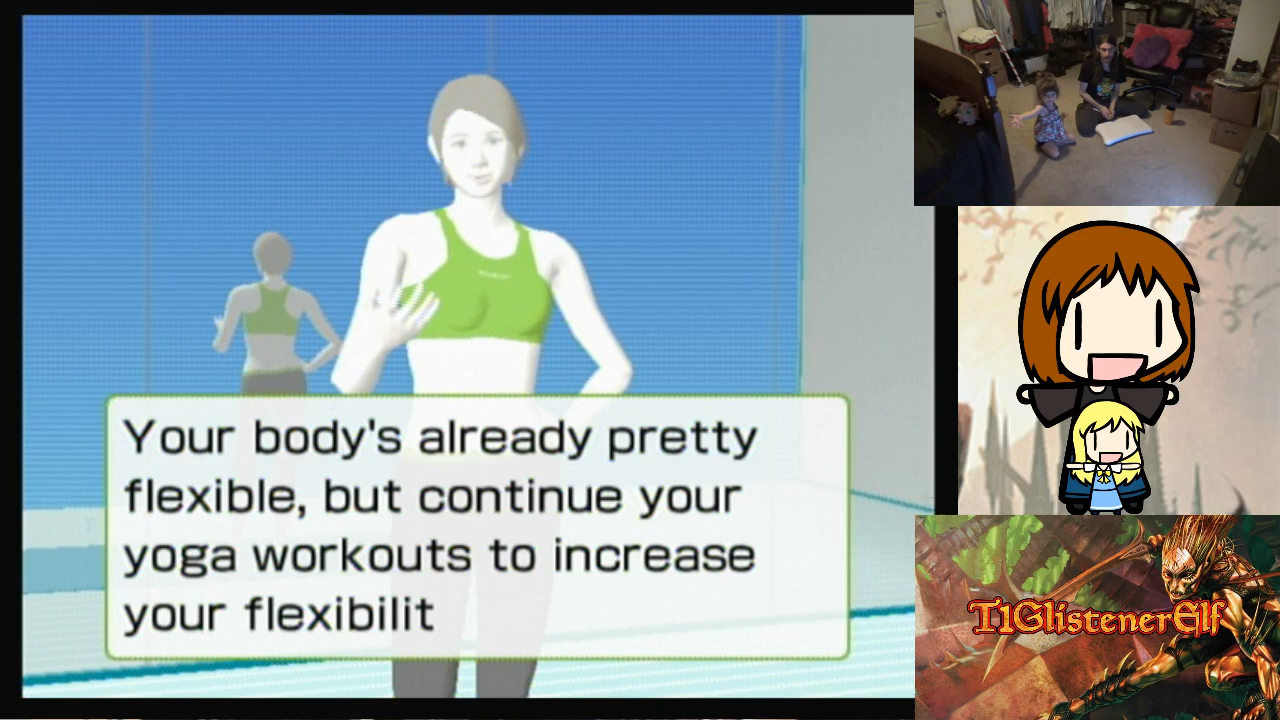 Your body's already pretty
flexible, but continue your
yoga workouts to increase
your flexibilit
T1GlistenerElf